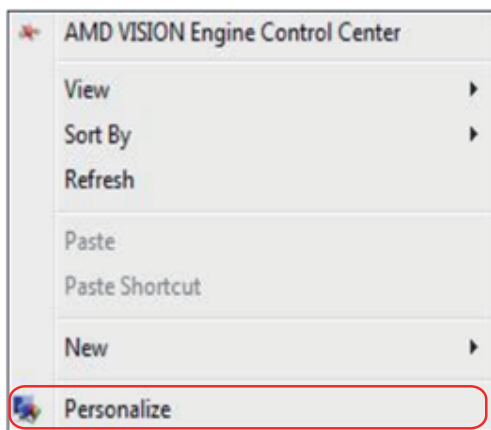 AMD VISION Engine Control Center
View
Sort By
Refresh
Paste
Paste Shortcut
New
Personalize